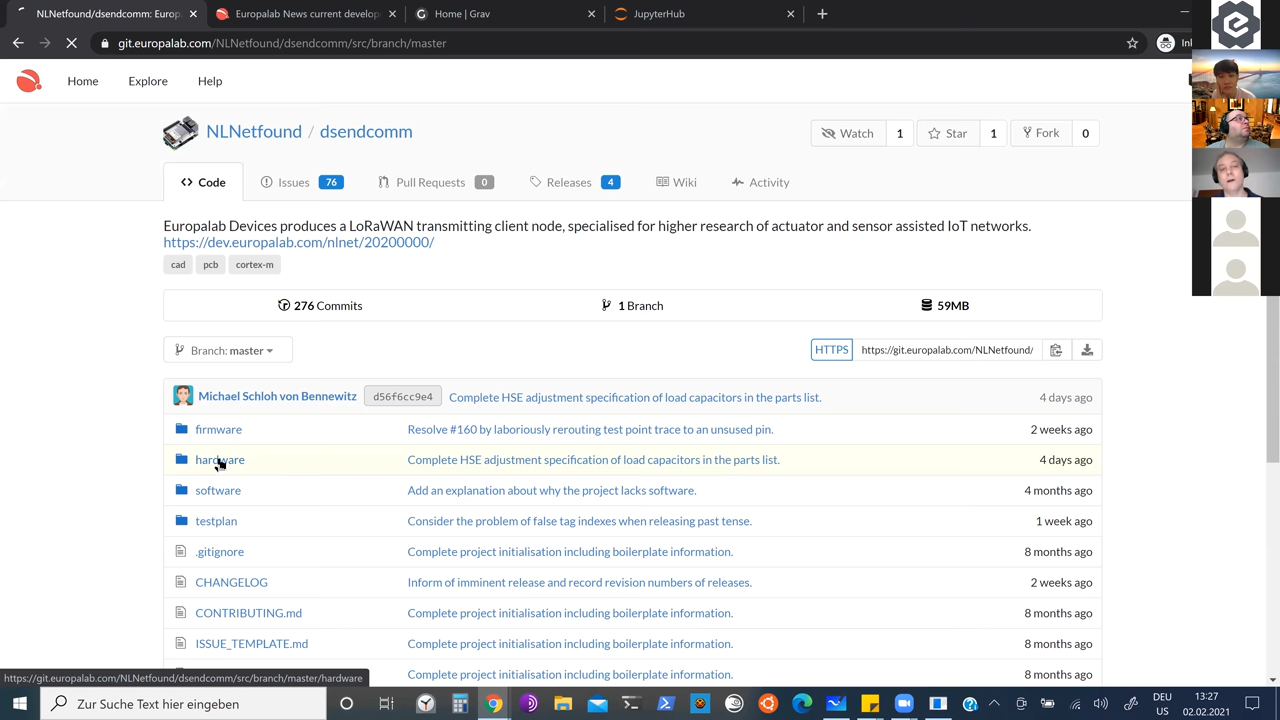 NLNetfound/dsendcomm: Europ
Europalab News current develop
Home | Grav
JupyterHub
git.europalab.com/NLNetfound/dsendcomm/src/branch/master
Home
Explore
Help
NLNetfound / dsendcomm
Watch 1
Star 1
Fork 0
Code
Issues 76
Pull Requests 0
Releases 4
Wiki
Activity
Europalab Devices produces a LoRaWAN transmitting client node, specialised for higher research of actuator and sensor assisted IoT networks.
https://dev.europalab.com/nlnet/20200000/
cad pcb cortex-m
276 Commits
1 Branch
59MB
Branch: master
HTTPS https://git.europalab.com/NLNetfound/
Michael Schloh von Bennewitz d56f6cc9e4 Complete HSE adjustment specification of load capacitors in the parts list. 4 days ago
firmware Resolve #160 by laboriously rerouting test point trace to an unsused pin. 2 weeks ago
hardware Complete HSE adjustment specification of load capacitors in the parts list. 4 days ago
software Add an explanation about why the project lacks software. 4 months ago
testplan Consider the problem of false tag indexes when releasing past tense. 1 week ago
.gitignore Complete project initialisation including boilerplate information. 8 months ago
CHANGELOG Inform of imminent release and record revision numbers of releases. 2 weeks ago
CONTRIBUTING.md Complete project initialisation including boilerplate information. 8 months ago
ISSUE_TEMPLATE.md Complete project initialisation including boilerplate information. 8 months ago
Complete project initialisation including boilerplate information. 8 months ago
https://git.europalab.com/NLNetfound/dsendcomm/src/branch/master/hardware
Zur Suche Text hier eingeben
DEU
US
13:27
02.02.2021